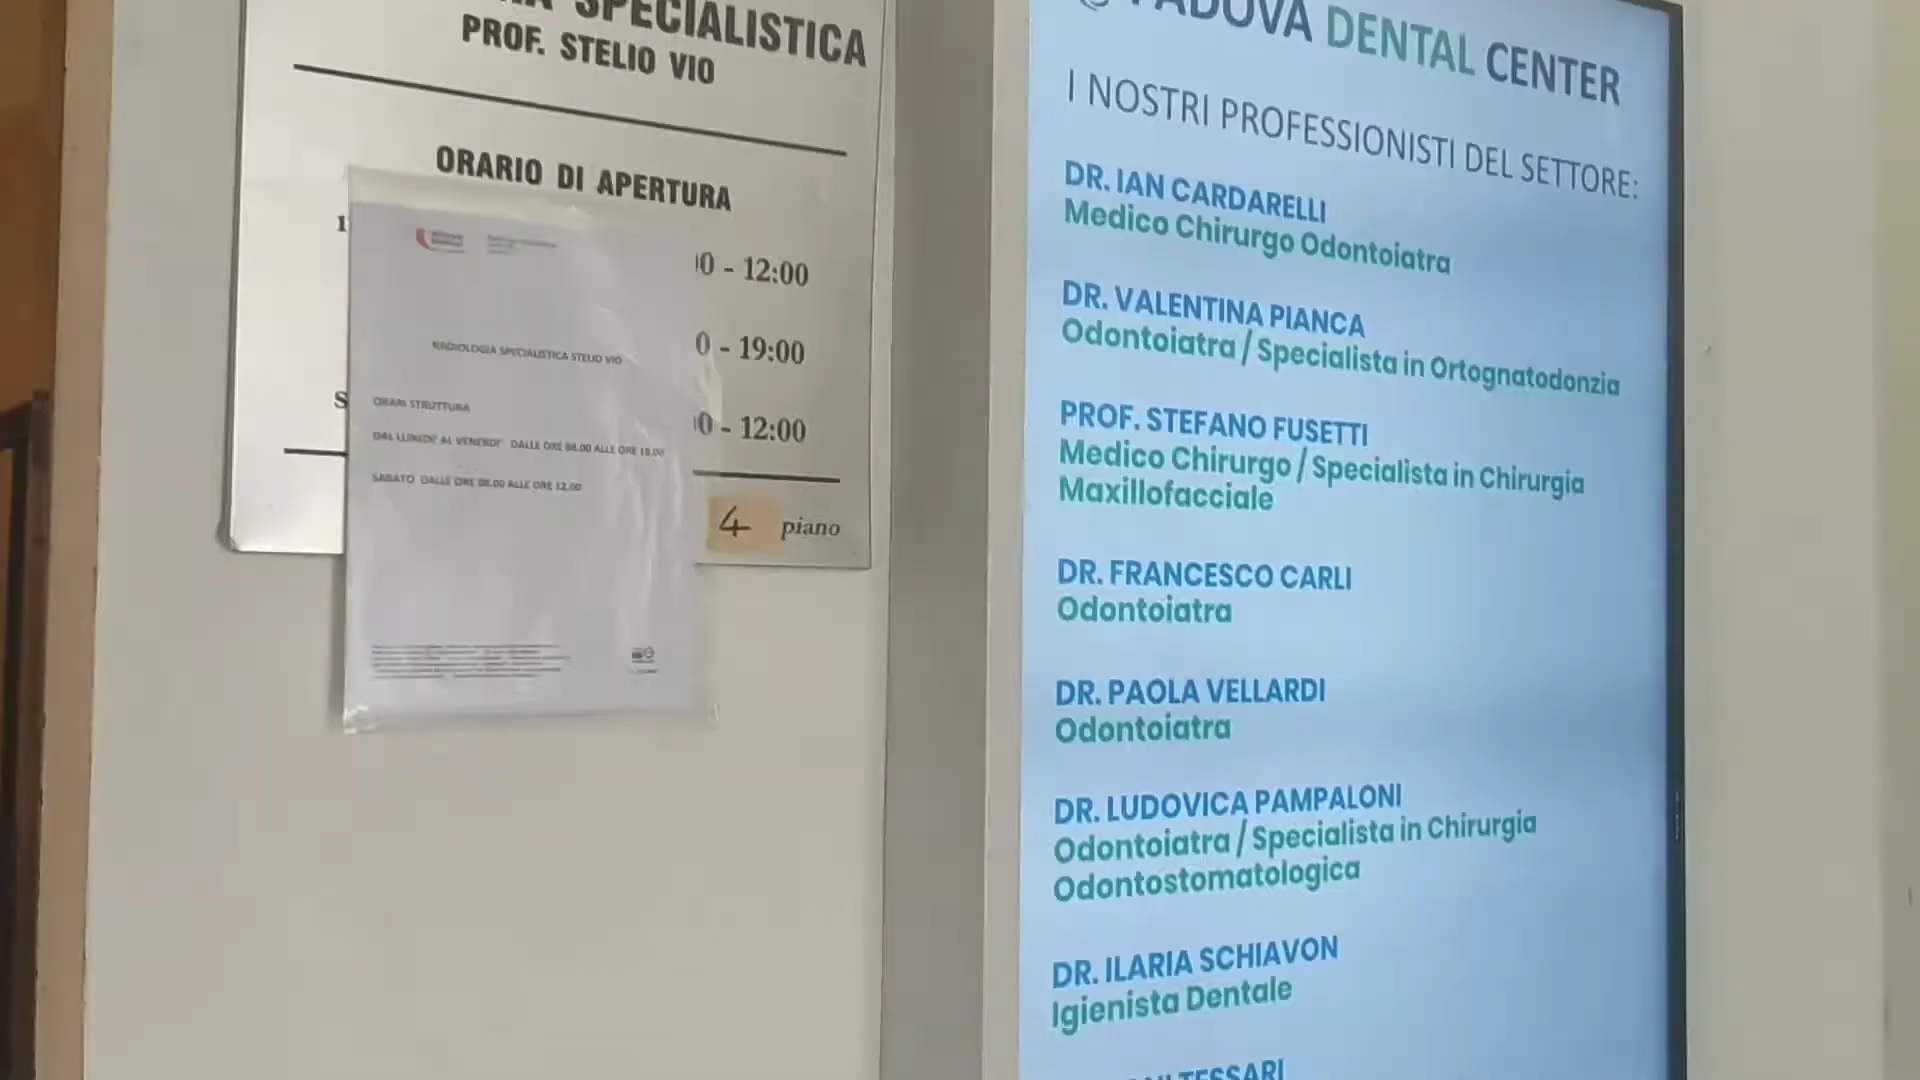 SPECIALISTICA
PROF. STELIO VIO
ORARIO DI APERTURA
0 - 12:00
0 - 19:00
0 - 12:00
4 piano
RADIOLOGIA SPECIALISTICA STELIO VIO
ORARI STRUTTURA
DAL LUNEDI' AL VENERDI' DALLE ORE 08.00 ALLE ORE 19.00
SABATO DALLE ORE 08.00 ALLE ORE 12.00
PADOVA DENTAL CENTER
I NOSTRI PROFESSIONISTI DEL SETTORE:
DR. IAN CARDARELLI
Medico Chirurgo Odontoiatra
DR. VALENTINA PIANCA
Odontoiatra / Specialista in Ortognatodonzia
PROF. STEFANO FUSETTI
Medico Chirurgo / Specialista in Chirurgia
Maxillofacciale
DR. FRANCESCO CARLI
Odontoiatra
DR. PAOLA VELLARDI
Odontoiatra
DR. LUDOVICA PAMPALONI
Odontoiatra / Specialista in Chirurgia
Odontostomatologica
DR. ILARIA SCHIAVON
Igienista Dentale
TESSARI